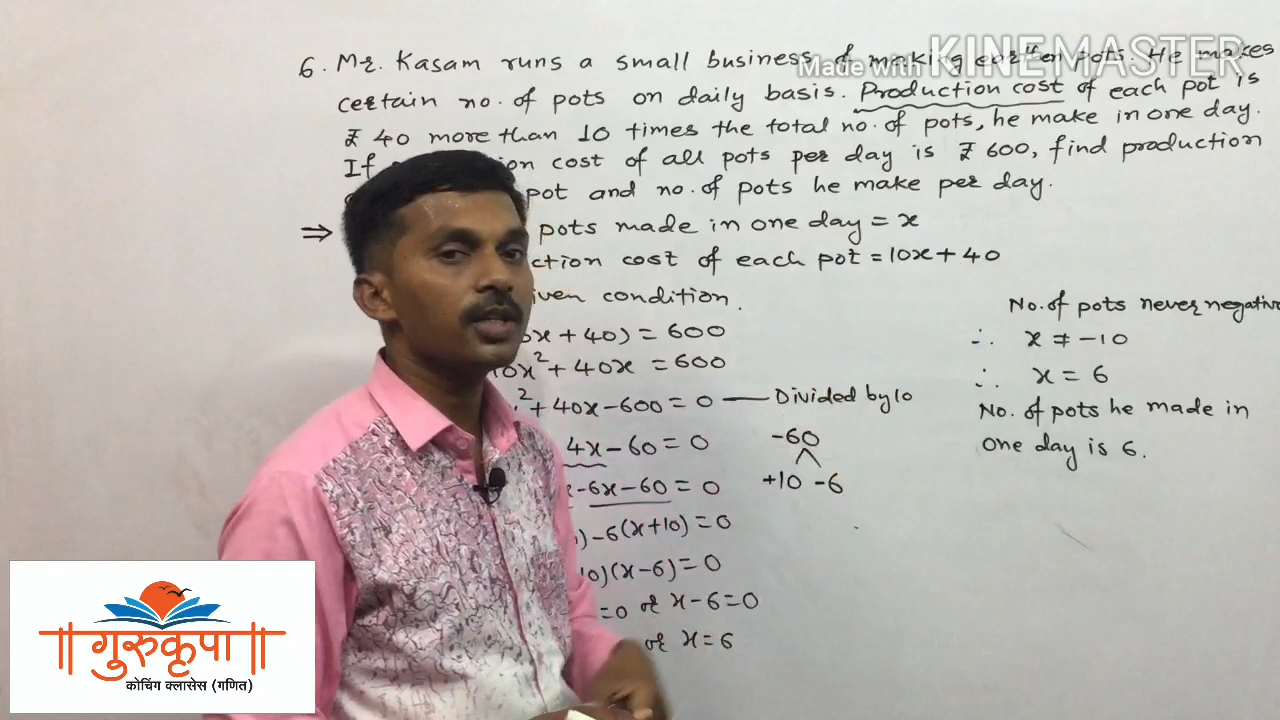 6. Mr. Kasam runs a small business of making earthen pots. He makes
Made with KINEMASTER
certain no. of pots on daily basis. Production cost of each pot is
₹ 40 more than 10 times the total no. of pots, he make in one day.
If cost of all pots per day is ₹ 600, find production
pot and no. of pots he make per day.
⇒ pots made in one day = x
cost of each pot = 10x + 40
condition.
x + 40) = 600
x² + 40x = 600
² + 40x - 600 = 0 — Divided by 10
4x - 60 = 0
- 6x - 60 = 0
) - 6(x + 10) = 0
)(x - 6) = 0
= 0 or x - 6 = 0
or x = 6
-60
+10 -6
No. of pots never negative
∴ x ≠ -10
∴ x = 6
No. of pots he made in
one day is 6.
॥ गुरुकृपा ॥
कोचिंग क्लासेस (गणित)